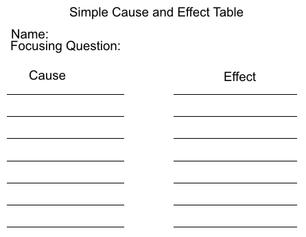 Simple Cause and Effect Table
Name:
Focusing Question:
Cause Effect